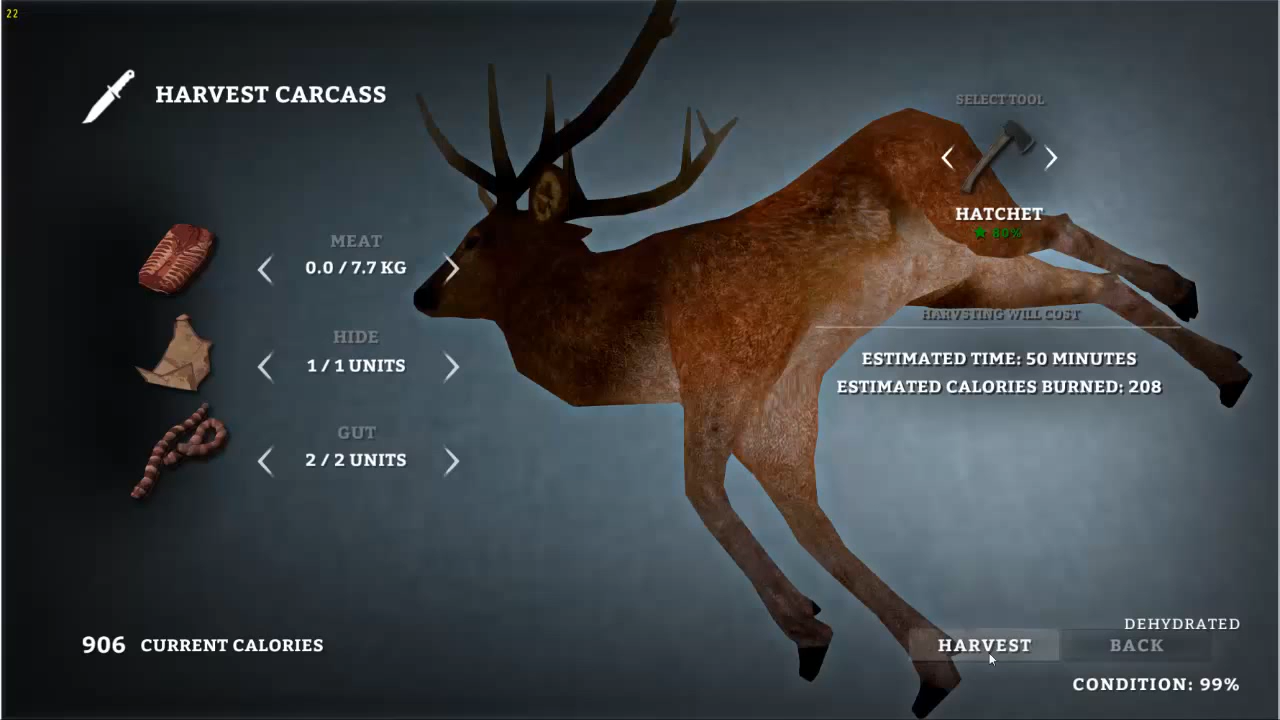 22
HARVEST CARCASS
SELECT TOOL
HATCHET
★ 80%
MEAT
0.0 / 7.7 KG
HIDE
1 / 1 UNITS
GUT
2 / 2 UNITS
HARVSTING WILL COST
ESTIMATED TIME: 50 MINUTES
ESTIMATED CALORIES BURNED: 208
906 CURRENT CALORIES
DEHYDRATED
HARVEST
BACK
CONDITION: 99%